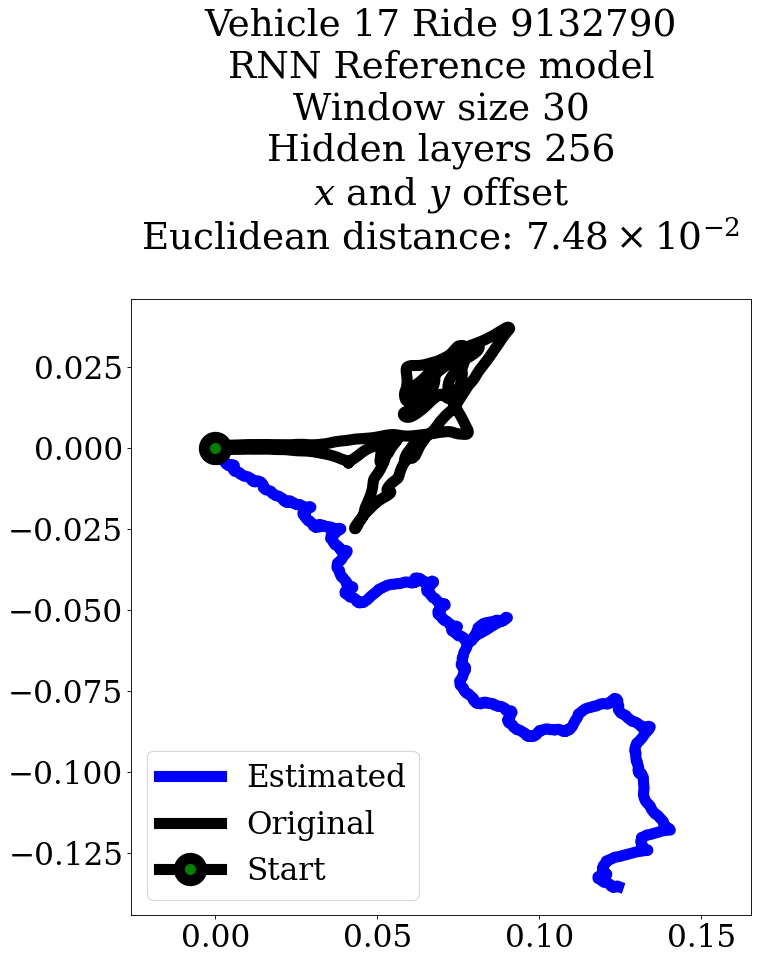 Vehicle 17 Ride 9132790
RNN Reference model
Window size 30
Hidden layers 256
x and y offset
Euclidean distance: 7.48 × 10⁻²
0.025
0.000
−0.025
−0.050
−0.075
−0.100
−0.125
Estimated
Original
Start
0.00 0.05 0.10 0.15